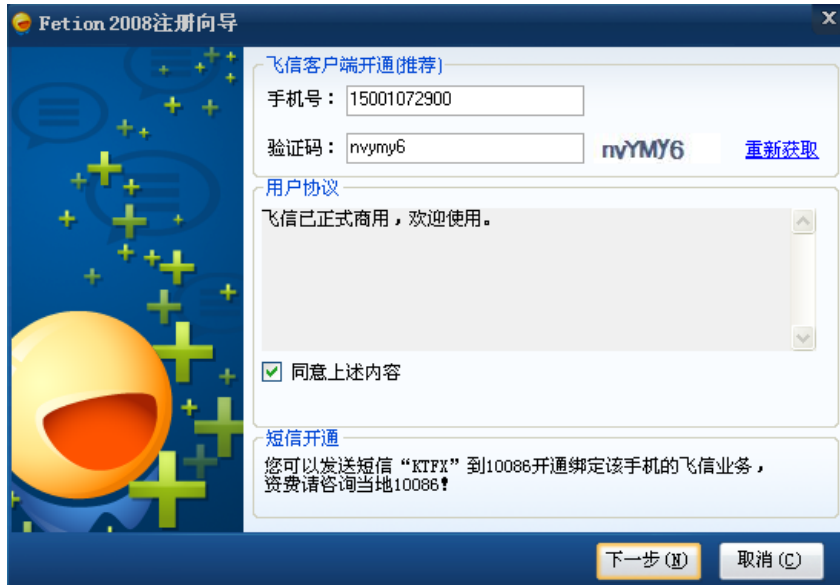 Fetion 2008注册向导
飞信客户端开通(推荐)
手机号： 15001072900
验证码： nvymy6 nvYMY6 重新获取
用户协议
飞信已正式商用，欢迎使用。
同意上述内容
短信开通
您可以发送短信“KTFX”到10086开通绑定该手机的飞信业务，
资费请咨询当地10086！
下一步(N) 取消(C)